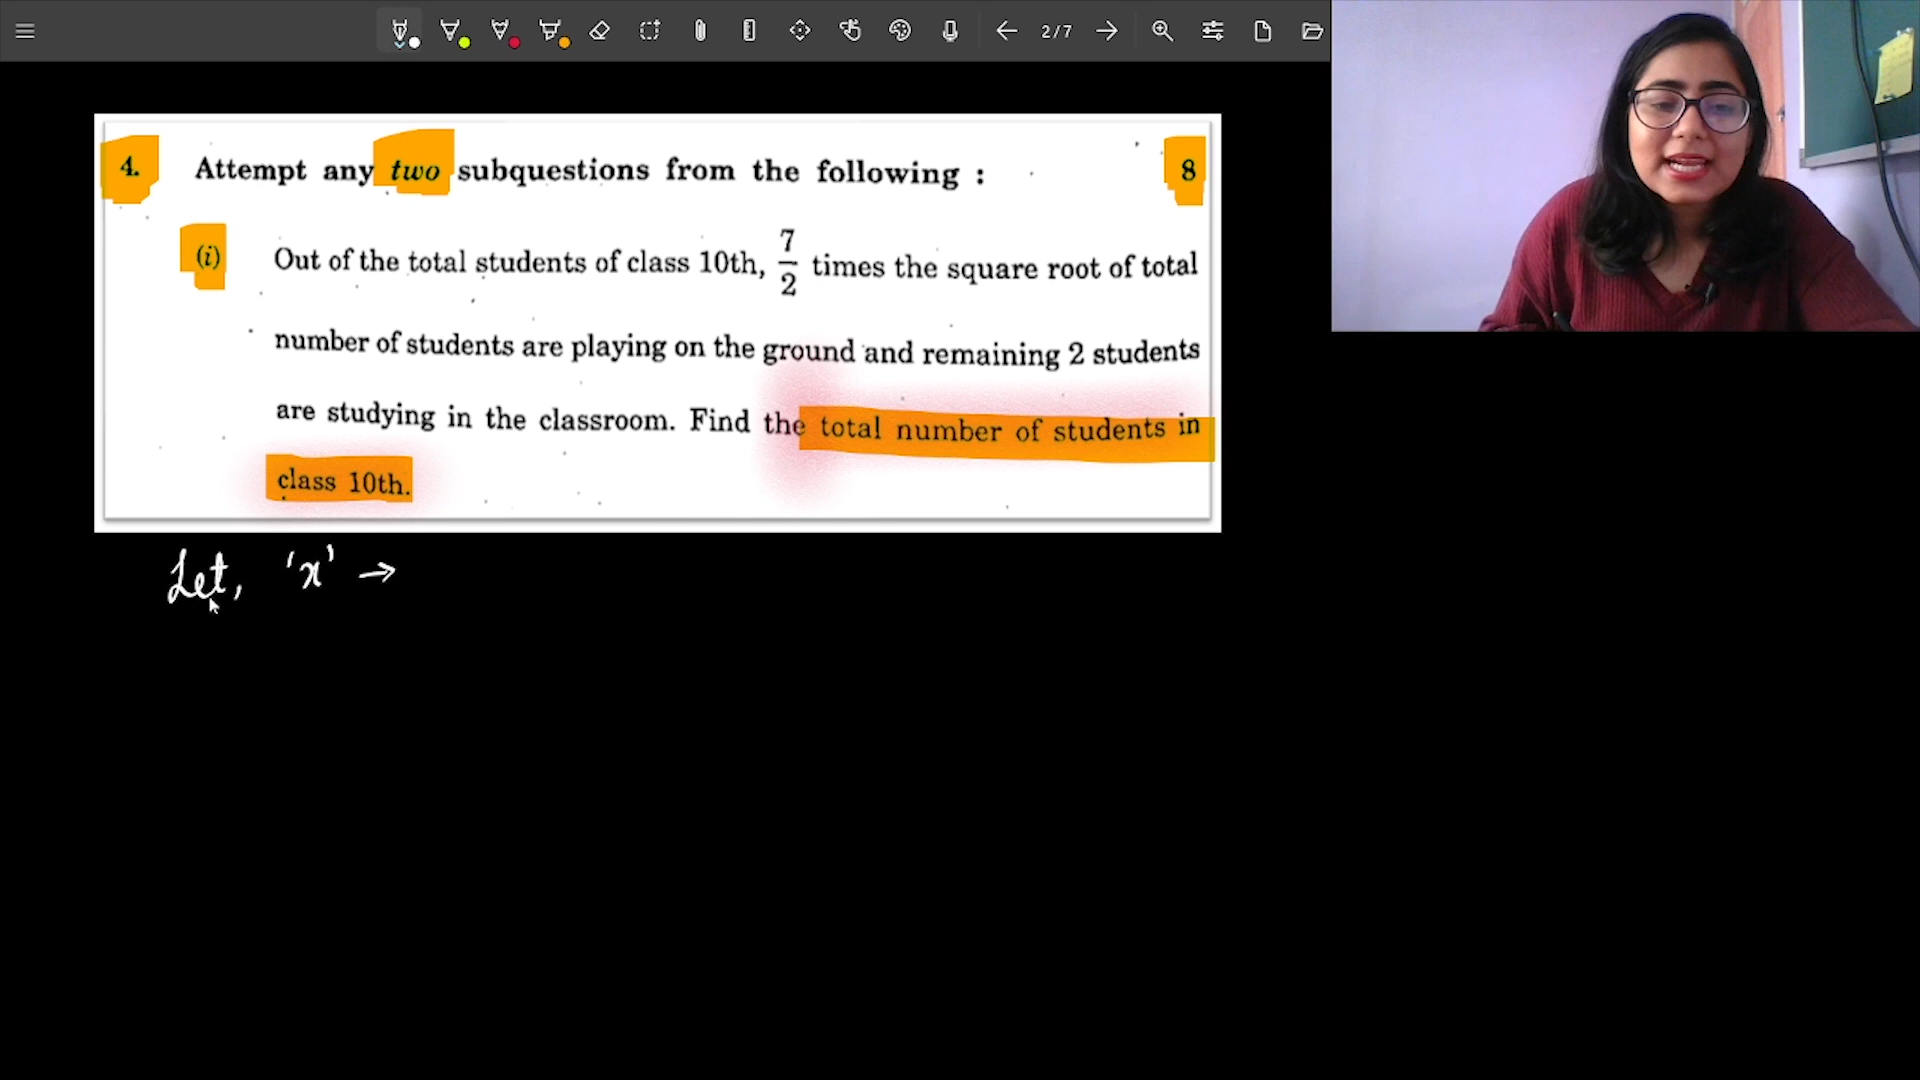 2/7
4. Attempt any two subquestions from the following : 8
(i) Out of the total students of class 10th, 7/2 times the square root of total
number of students are playing on the ground and remaining 2 students
are studying in the classroom. Find the total number of students in
class 10th.
Let, 'x' →